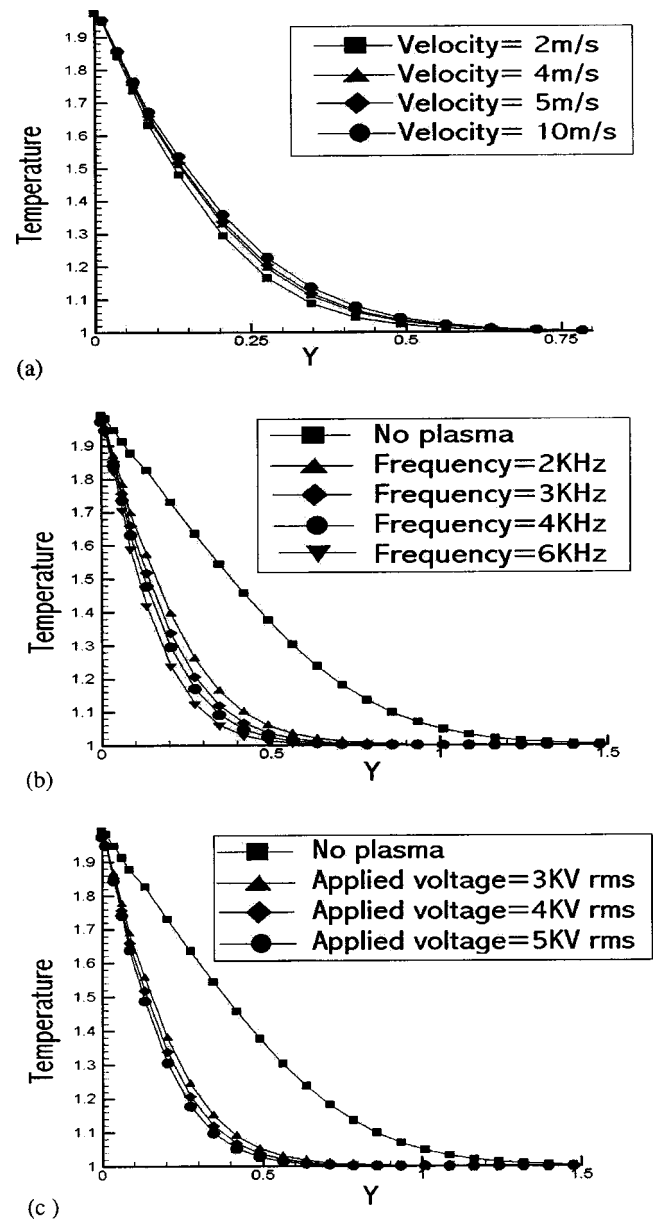 1.9
1.8
1.7
1.6
1.5
1.4
1.3
1.2
1.1
1
Temperature
Velocity= 2m/s
Velocity= 4m/s
Velocity= 5m/s
Velocity= 10m/s
0 0.25 0.5 0.75
Y
(a)
1.9
1.8
1.7
1.6
1.5
1.4
1.3
1.2
1.1
1
Temperature
No plasma
Frequency=2KHz
Frequency=3KHz
Frequency=4KHz
Frequency=6KHz
0 0.5 1 1.5
Y
(b)
1.9
1.8
1.7
1.6
1.5
1.4
1.3
1.2
1.1
1
Temperature
No plasma
Applied voltage=3KV rms
Applied voltage=4KV rms
Applied voltage=5KV rms
0 0.5 1 1.5
Y
(c )